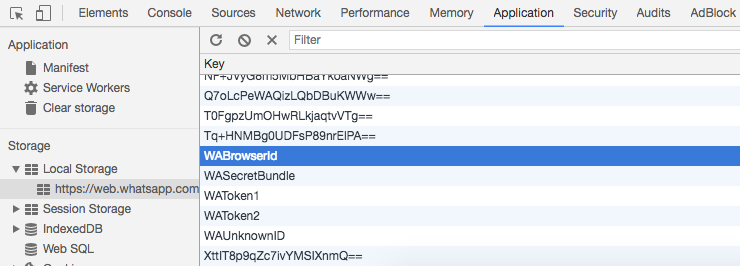 Elements Console Sources Network Performance Memory Application Security Audits AdBlock
Application
Manifest
Service Workers
Clear storage
Storage
Local Storage
https://web.whatsapp.com
Session Storage
IndexedDB
Web SQL
Filter
Key
Q7oLcPeWAQizLQbDBuKWWw==
T0FgpzUmOHwRLkjaqtvVTg==
Tq+HNMBg0UDFsP89nrElPA==
WABrowserId
WASecretBundle
WAToken1
WAToken2
WAUnknownID
XttIT8p9qZc7ivYMSIXnmQ==